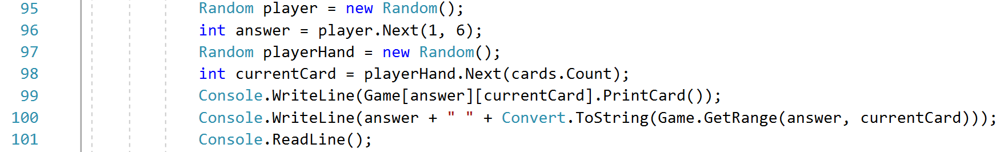 95 Random player = new Random();
96 int answer = player.Next(1, 6);
97 Random playerHand = new Random();
98 int currentCard = playerHand.Next(cards.Count);
99 Console.WriteLine(Game[answer][currentCard].PrintCard());
100 Console.WriteLine(answer + " " + Convert.ToString(Game.GetRange(answer, currentCard)));
101 Console.ReadLine();